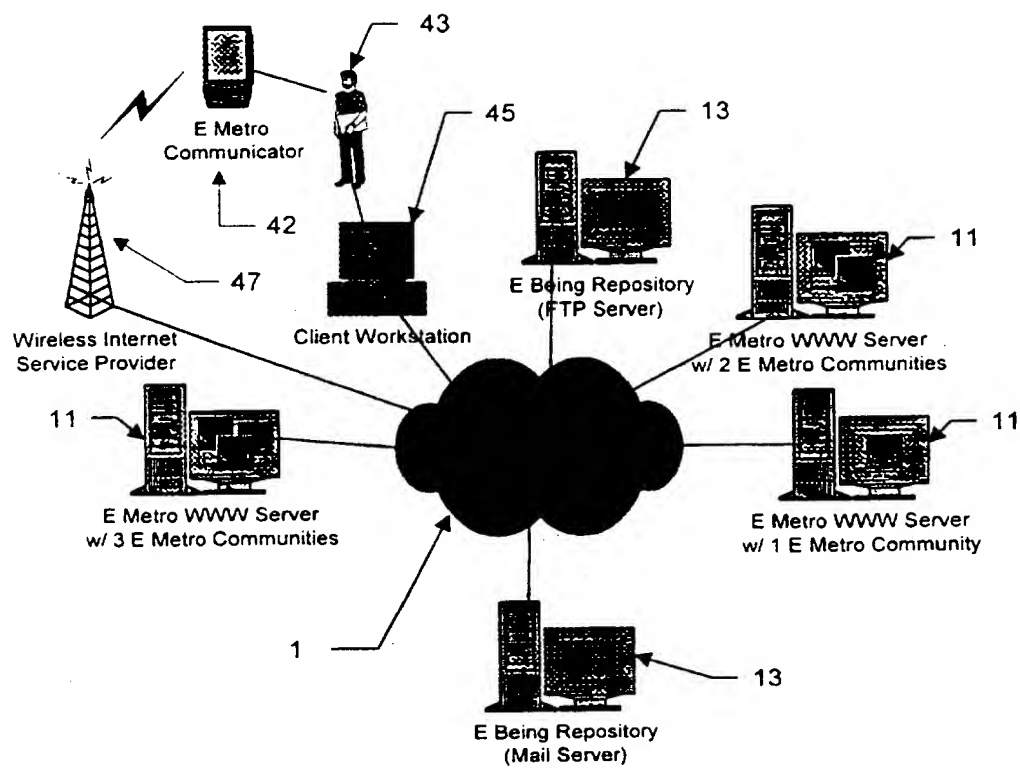 43
E Metro
Communicator
45
13
42
47
11
E Being Repository
(FTP Server)
Wireless Internet
Service Provider
Client Workstation
E Metro WWW Server
w/ 2 E Metro Communities
11
11
E Metro WWW Server
w/ 3 E Metro Communities
E Metro WWW Server
w/ 1 E Metro Community
1
13
E Being Repository
(Mail Server)